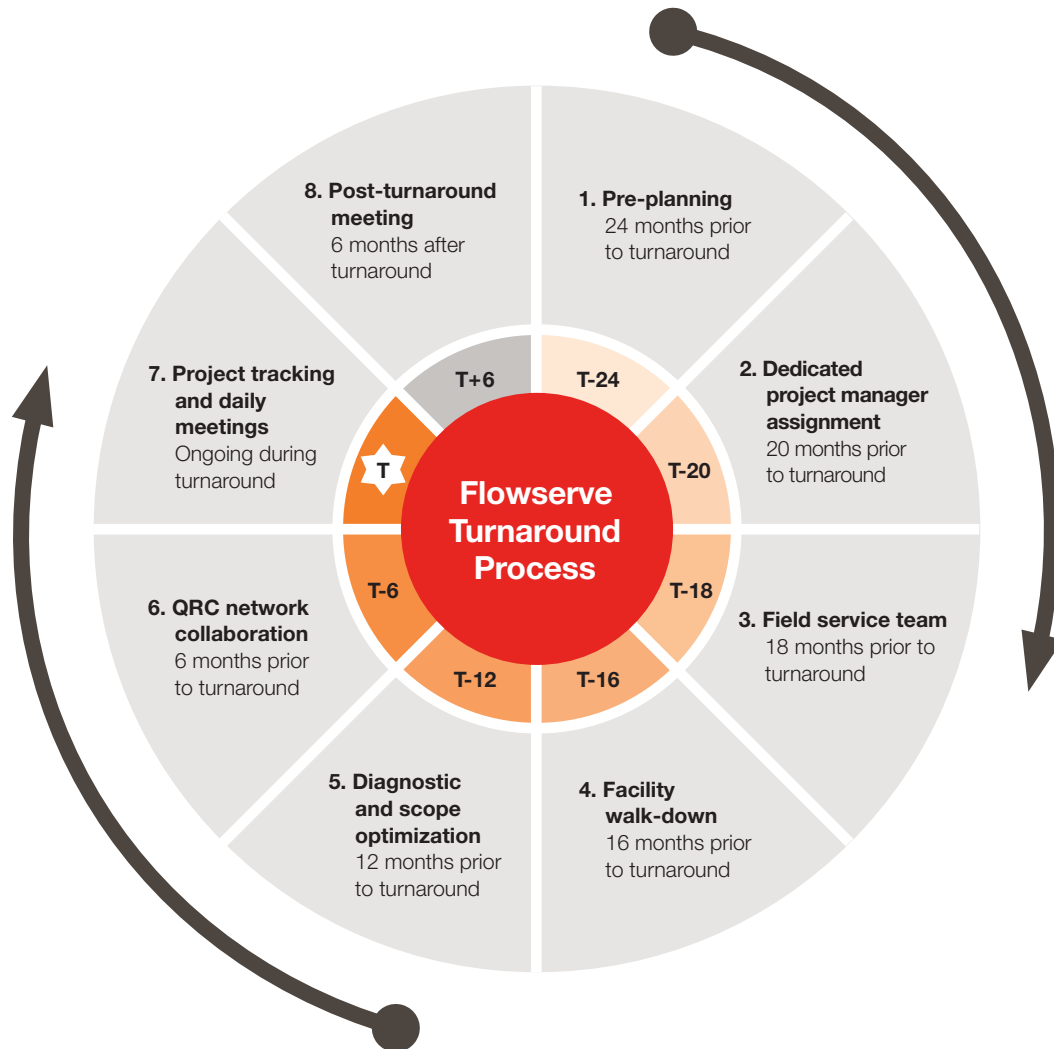 1. Pre-planning
24 months prior
to turnaround
T-24
2. Dedicated
project manager
assignment
20 months prior
to turnaround
T-20
3. Field service team
18 months prior to
turnaround
T-18
4. Facility
walk-down
16 months prior
to turnaround
T-16
5. Diagnostic
and scope
optimization
12 months prior
to turnaround
T-12
6. QRC network
collaboration
6 months prior
to turnaround
T-6
7. Project tracking
and daily
meetings
Ongoing during
turnaround
T
8. Post-turnaround
meeting
6 months after
turnaround
T+6
Flowserve
Turnaround
Process